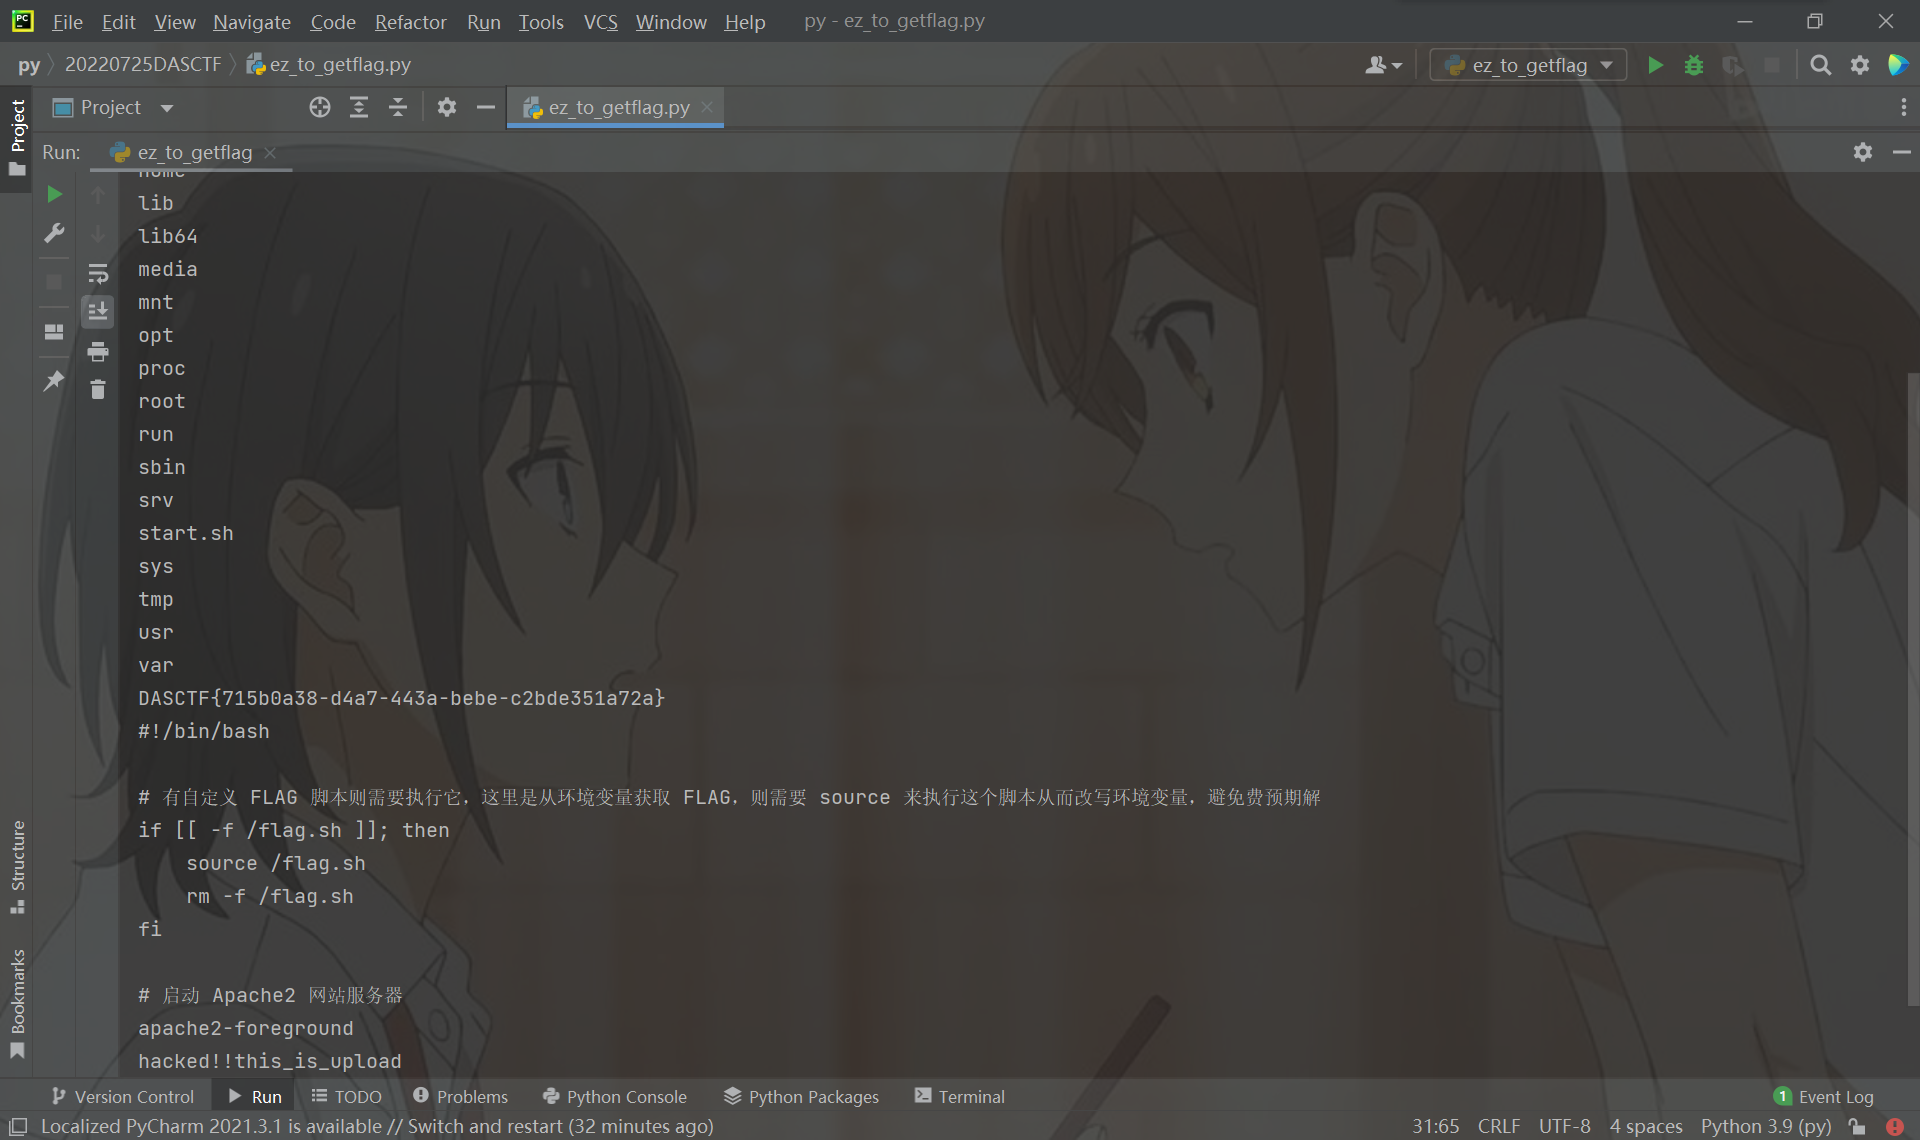 PC File Edit View Navigate Code Refactor Run Tools VCS Window Help py - ez_to_getflag.py
py 20220725DASCTF ez_to_getflag.py ez_to_getflag
Project Project ez_to_getflag.py
Run: ez_to_getflag
home
lib
lib64
media
mnt
opt
proc
root
run
sbin
srv
start.sh
sys
tmp
usr
var
DASCTF{715b0a38-d4a7-443a-bebe-c2bde351a72a}
#!/bin/bash
# 有自定义 FLAG 脚本则需要执行它，这里是从环境变量获取 FLAG，则需要 source 来执行这个脚本从而改写环境变量，避免费预期解
if [[ -f /flag.sh ]]; then
source /flag.sh
rm -f /flag.sh
fi
# 启动 Apache2 网站服务器
apache2-foreground
hacked!!this_is_upload
Structure
Bookmarks
Version Control Run TODO Problems Python Console Python Packages Terminal 1 Event Log
Localized PyCharm 2021.3.1 is available // Switch and restart (32 minutes ago) 31:65 CRLF UTF-8 4 spaces Python 3.9 (py)